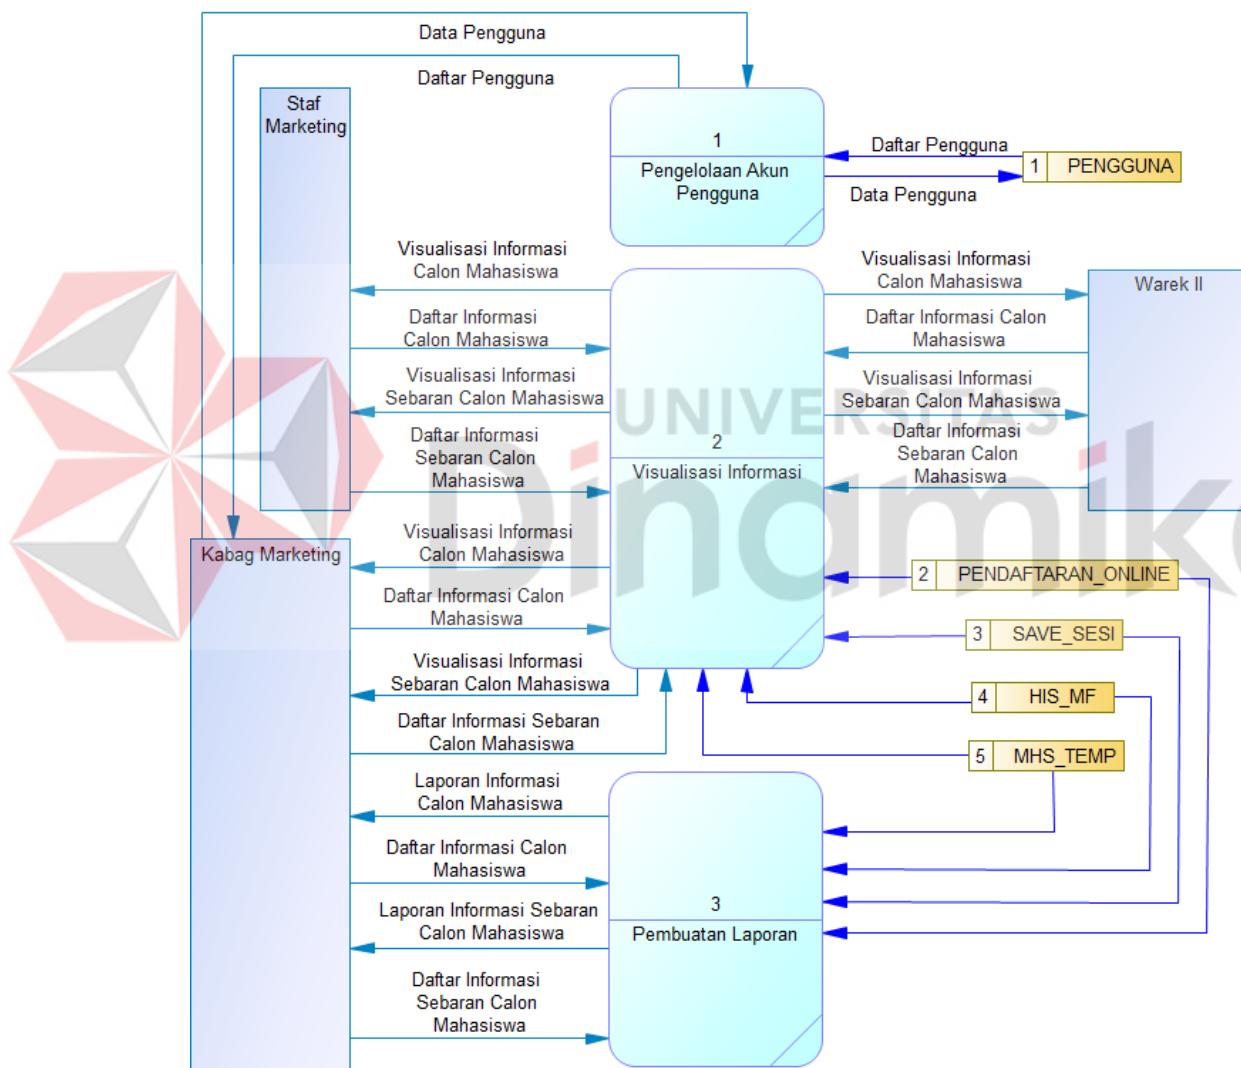 Data Pengguna
Daftar Pengguna
Staf
Marketing
1
Pengelolaan Akun
Pengguna
Daftar Pengguna
Data Pengguna
1 PENGGUNA
Visualisasi Informasi
Calon Mahasiswa
Daftar Informasi
Calon Mahasiswa
Visualisasi Informasi
Sebaran Calon Mahasiswa
Daftar Informasi
Sebaran Calon
Mahasiswa
2
Visualisasi Informasi
Visualisasi Informasi
Calon Mahasiswa
Daftar Informasi Calon
Mahasiswa
Visualisasi Informasi
Sebaran Calon Mahasiswa
Daftar Informasi
Sebaran Calon
Mahasiswa
Warek II
UNIVERSITAS
Dinamika
Kabag Marketing
Visualisasi Informasi
Calon Mahasiswa
Daftar Informasi Calon
Mahasiswa
Visualisasi Informasi
Sebaran Calon Mahasiswa
Daftar Informasi Sebaran
Calon Mahasiswa
2 PENDAFTARAN_ONLINE
3 SAVE_SESI
4 HIS_MF
5 MHS_TEMP
Laporan Informasi
Calon Mahasiswa
Daftar Informasi Calon
Mahasiswa
Laporan Informasi Sebaran
Calon Mahasiswa
Daftar Informasi
Sebaran Calon
Mahasiswa
3
Pembuatan Laporan